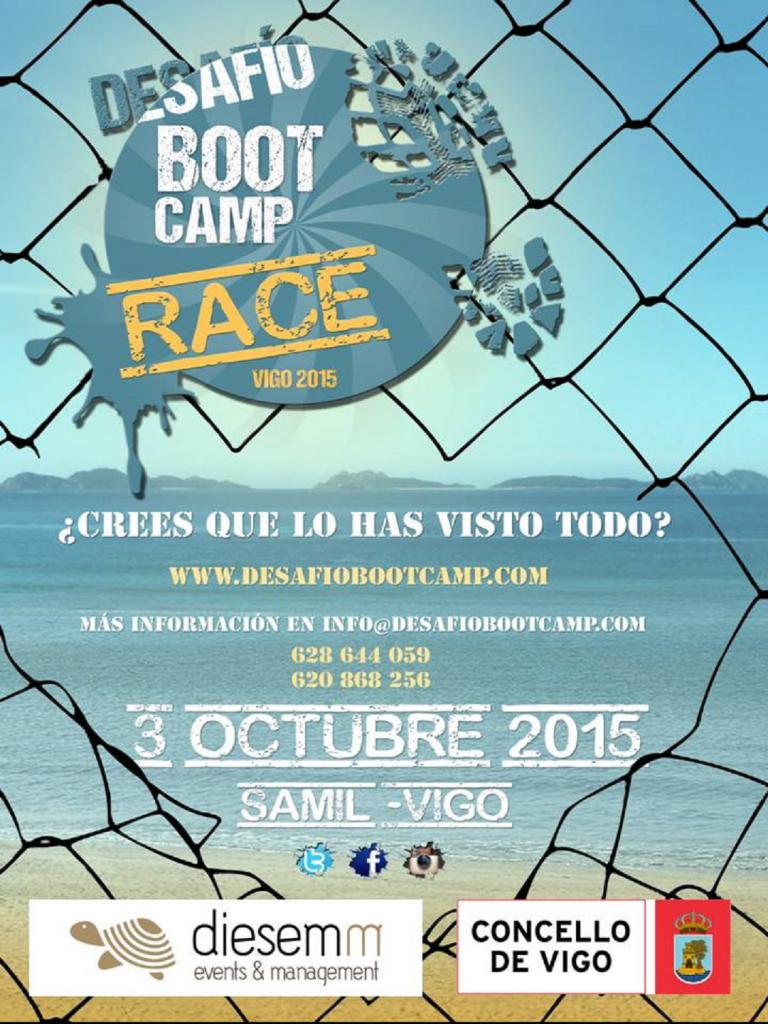 DESAFÍO
BOOT
CAMP
RACE
VIGO 2015
¿CREES QUE LO HAS VISTO TODO?
WWW.DESAFIOBOOTCAMP.COM
MÁS INFORMACIÓN EN INFO@DESAFIOBOOTCAMP.COM
628 644 059
620 868 256
3 OCTUBRE 2015
SAMIL -VIGO
diesemm
events & management
CONCELLO
DE VIGO